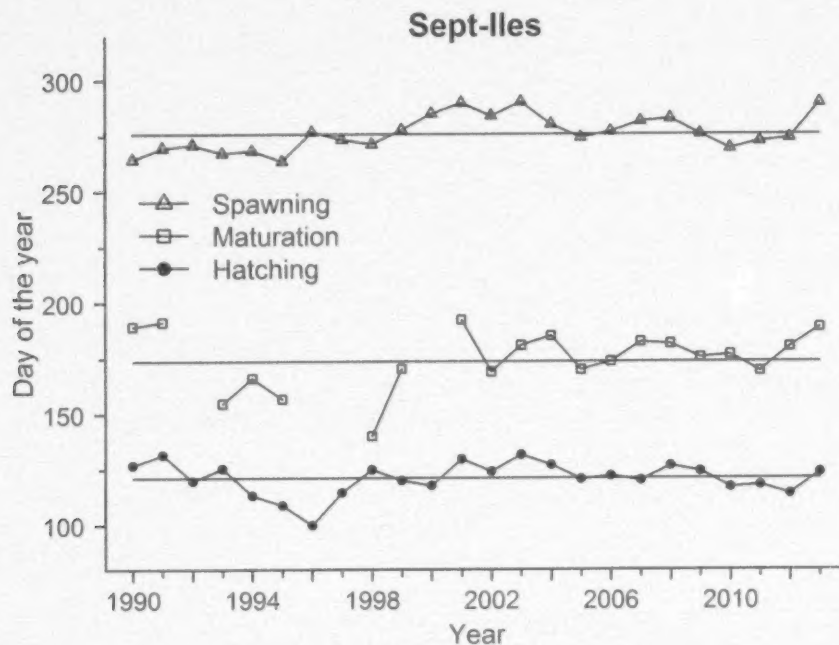 Sept-Iles
300
250
200
150
100
Day of the year
Spawning
Maturation
Hatching
1990 1994 1998 2002 2006 2010
Year